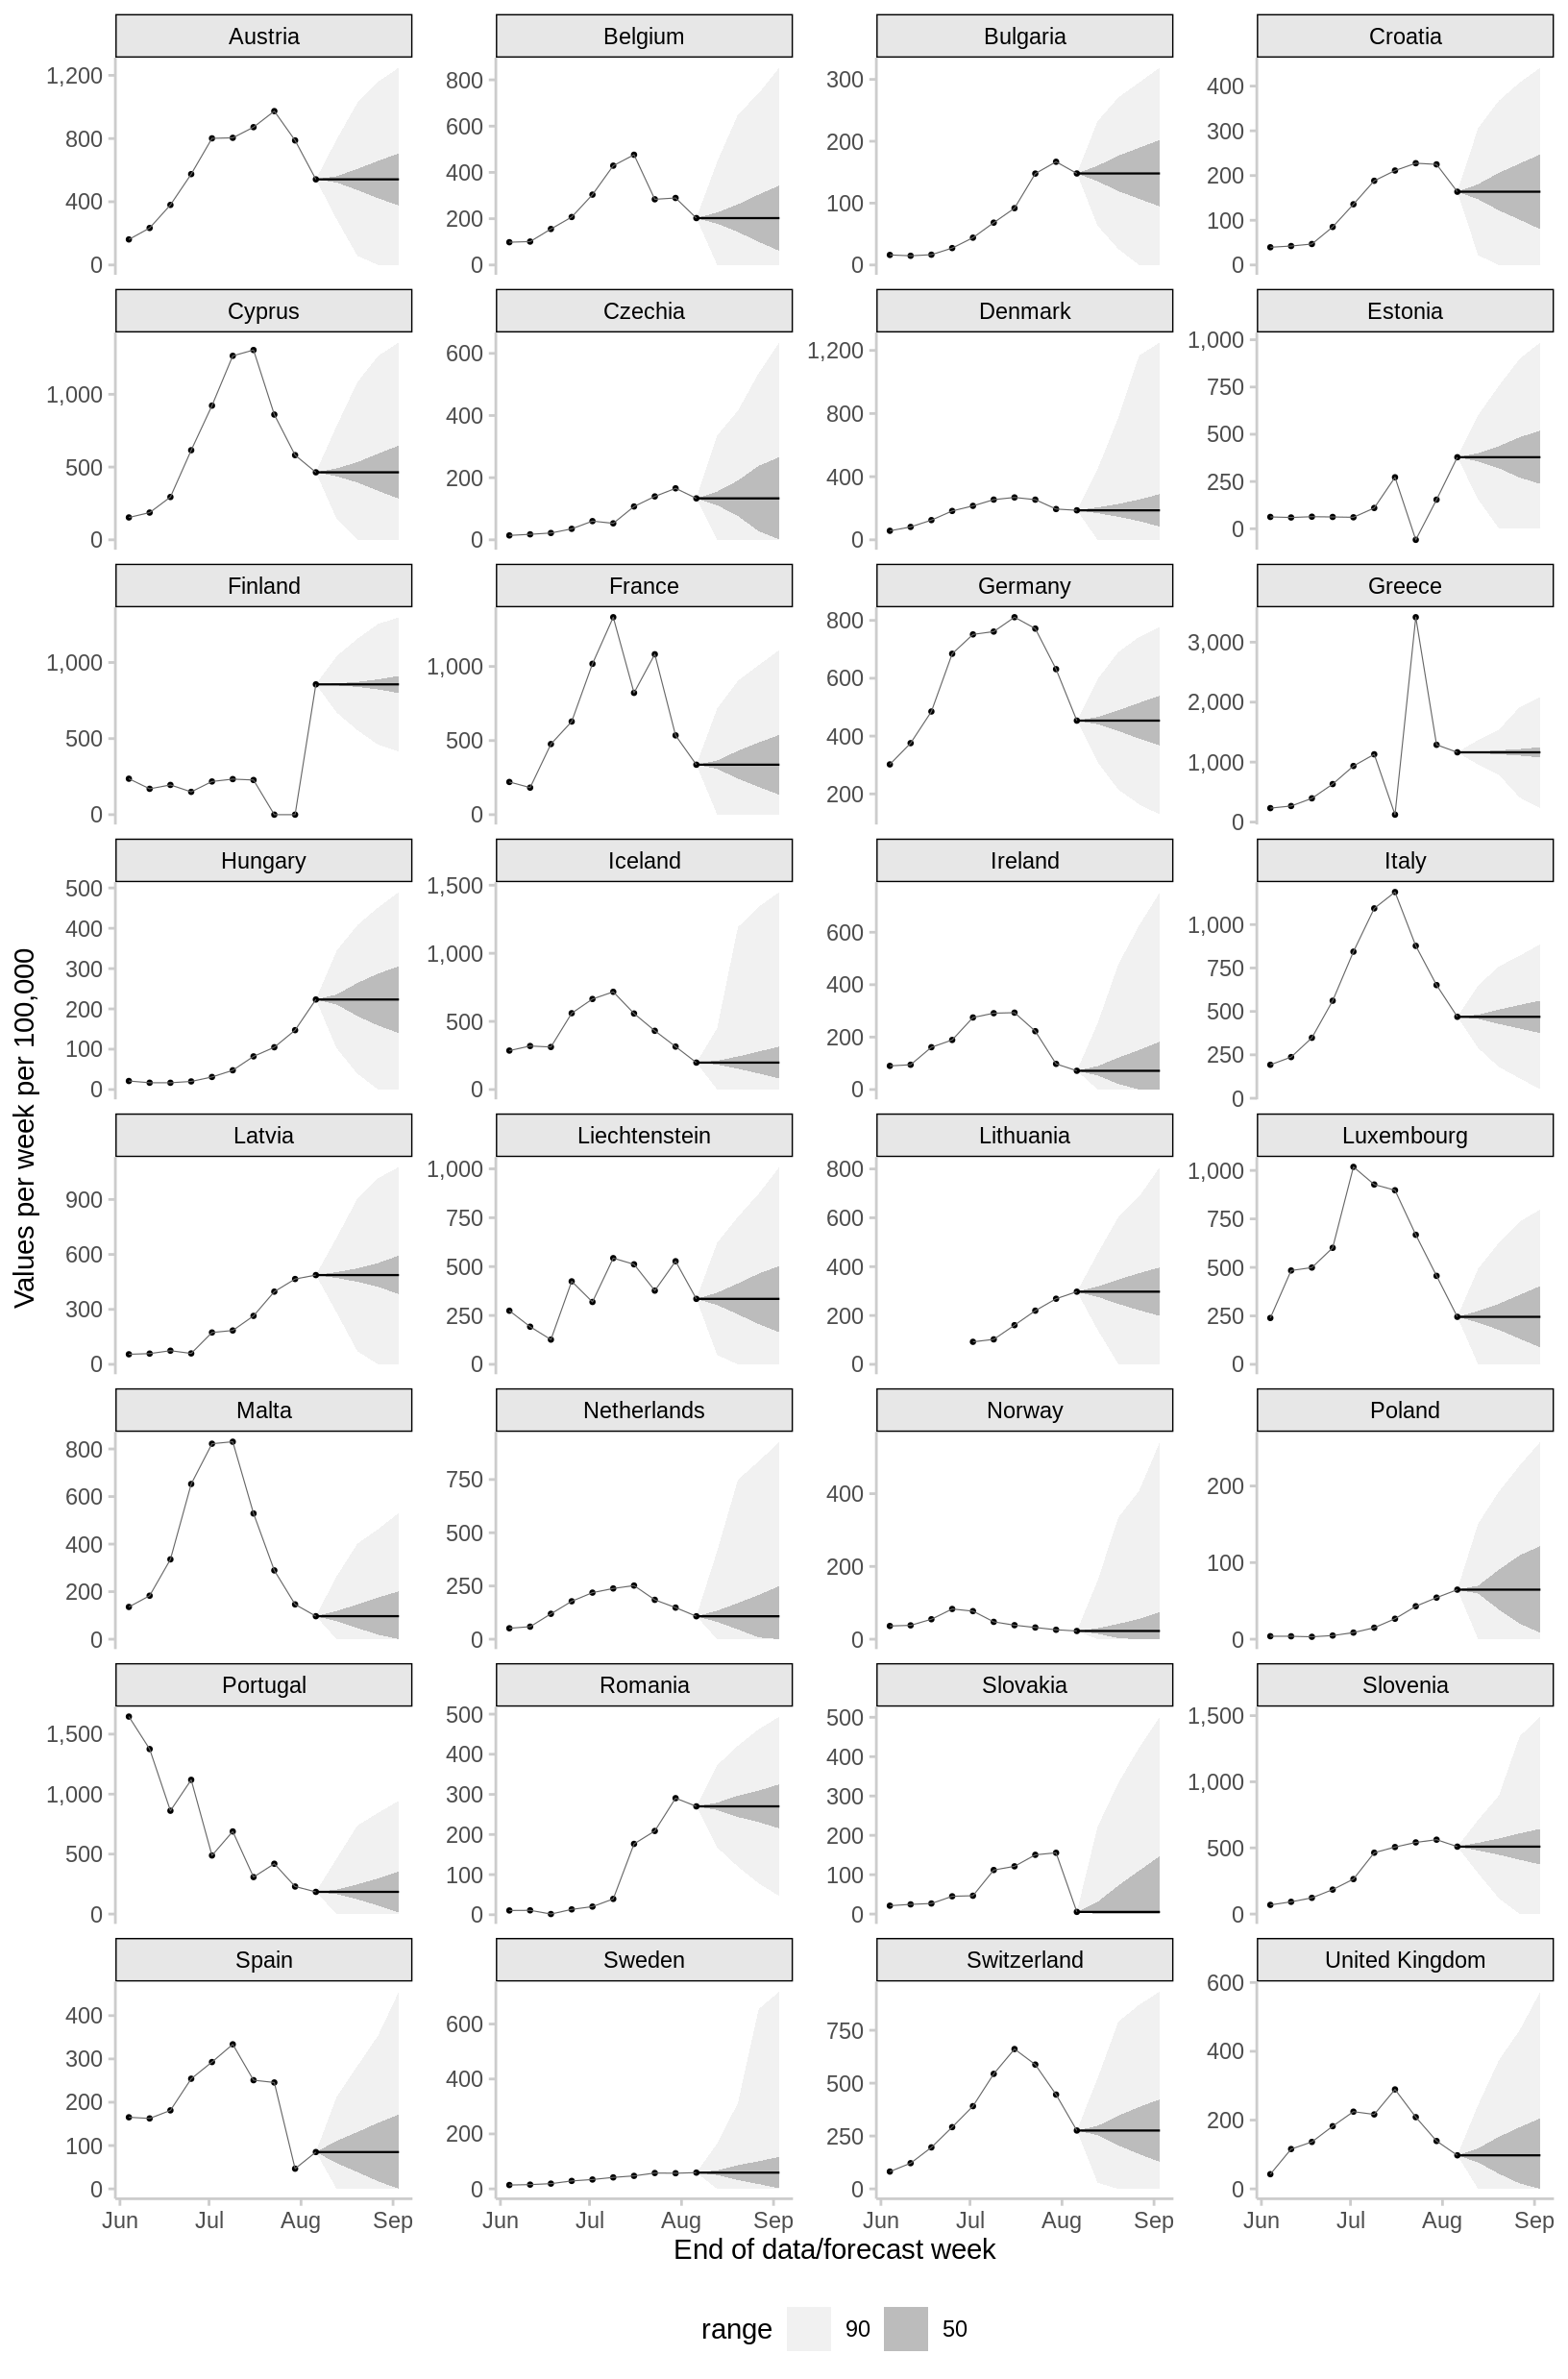 Austria Belgium Bulgaria Croatia
1,200 800 400 0
800 600 400 200 0
300 200 100 0
400 300 200 100 0
Cyprus Czechia Denmark Estonia
1,000 500 0
600 400 200 0
1,200 800 400 0
1,000 750 500 250 0
Finland France Germany Greece
1,000 500 0
1,000 500 0
800 600 400 200
3,000 2,000 1,000 0
Hungary Iceland Ireland Italy
500 400 300 200 100 0
1,500 1,000 500 0
600 400 200 0
1,000 750 500 250 0
Values per week per 100,000
Latvia Liechtenstein Lithuania Luxembourg
900 600 300 0
1,000 750 500 250 0
800 600 400 200 0
1,000 750 500 250 0
Malta Netherlands Norway Poland
800 600 400 200 0
750 500 250 0
400 200 0
200 100 0
Portugal Romania Slovakia Slovenia
1,500 1,000 500 0
500 400 300 200 100 0
500 400 300 200 100 0
1,500 1,000 500 0
Spain Sweden Switzerland United Kingdom
400 300 200 100 0
600 400 200 0
750 500 250 0
600 400 200 0
Jun Jul Aug Sep Jun Jul Aug Sep Jun Jul Aug Sep Jun Jul Aug Sep
End of data/forecast week
range 90 50